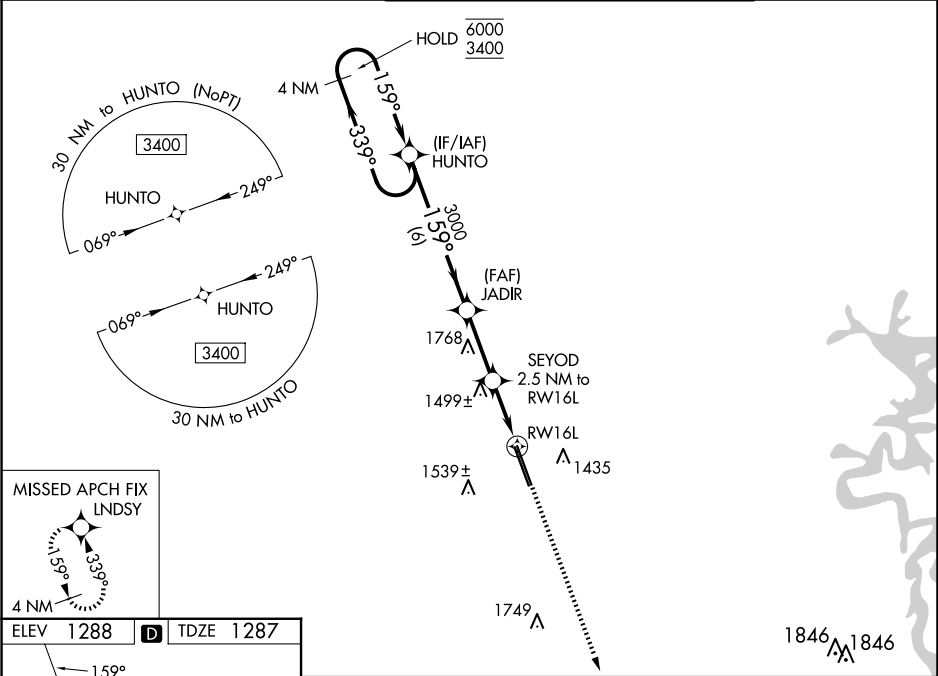 HOLD 6000
3400
4 NM
159°
339°
(IF/IAF)
HUNTO
30 NM to HUNTO (NoPT)
3400
HUNTO
249°
069°
3000
159°
(6)
249°
069°
HUNTO
3400
30 NM to HUNTO
(FAF)
JADIR
1768
SEYOD
2.5 NM to
RW16L
1499±
RW16L
1435
1539±
MISSED APCH FIX
LNDSY
159°
339°
4 NM
1749
1846 1846
ELEV 1288 D TDZE 1287
159°